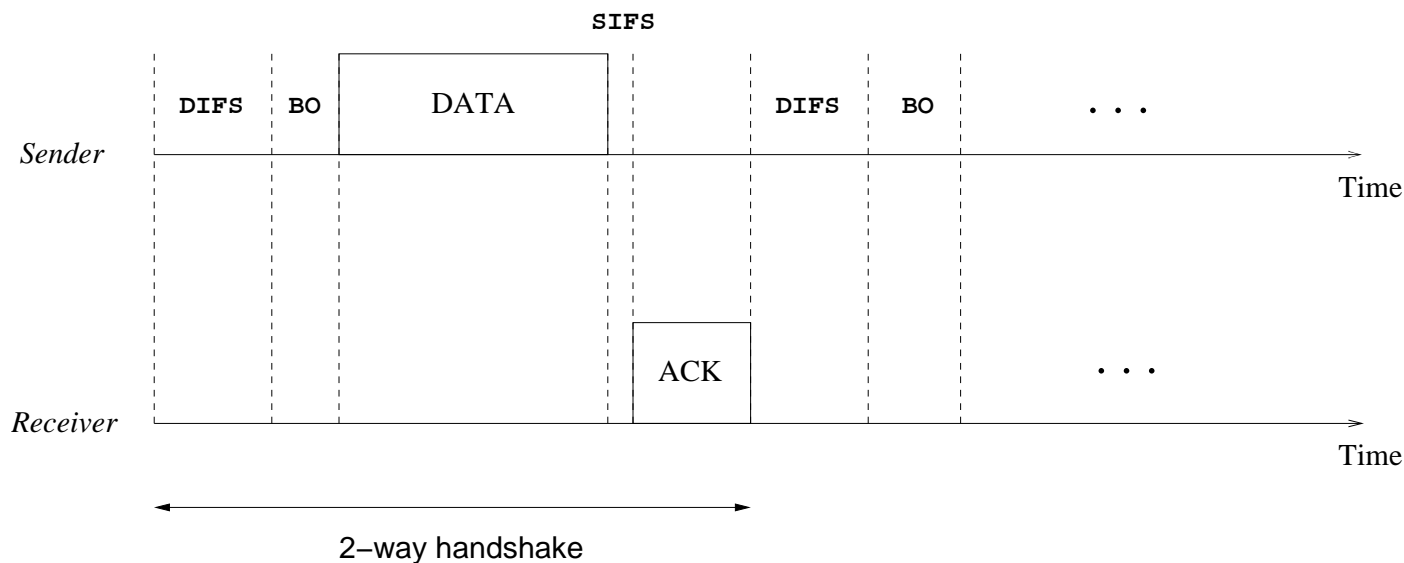 SIFS
DIFS BO DATA DIFS BO . . .
Sender
Time
ACK . . .
Receiver
Time
2–way handshake